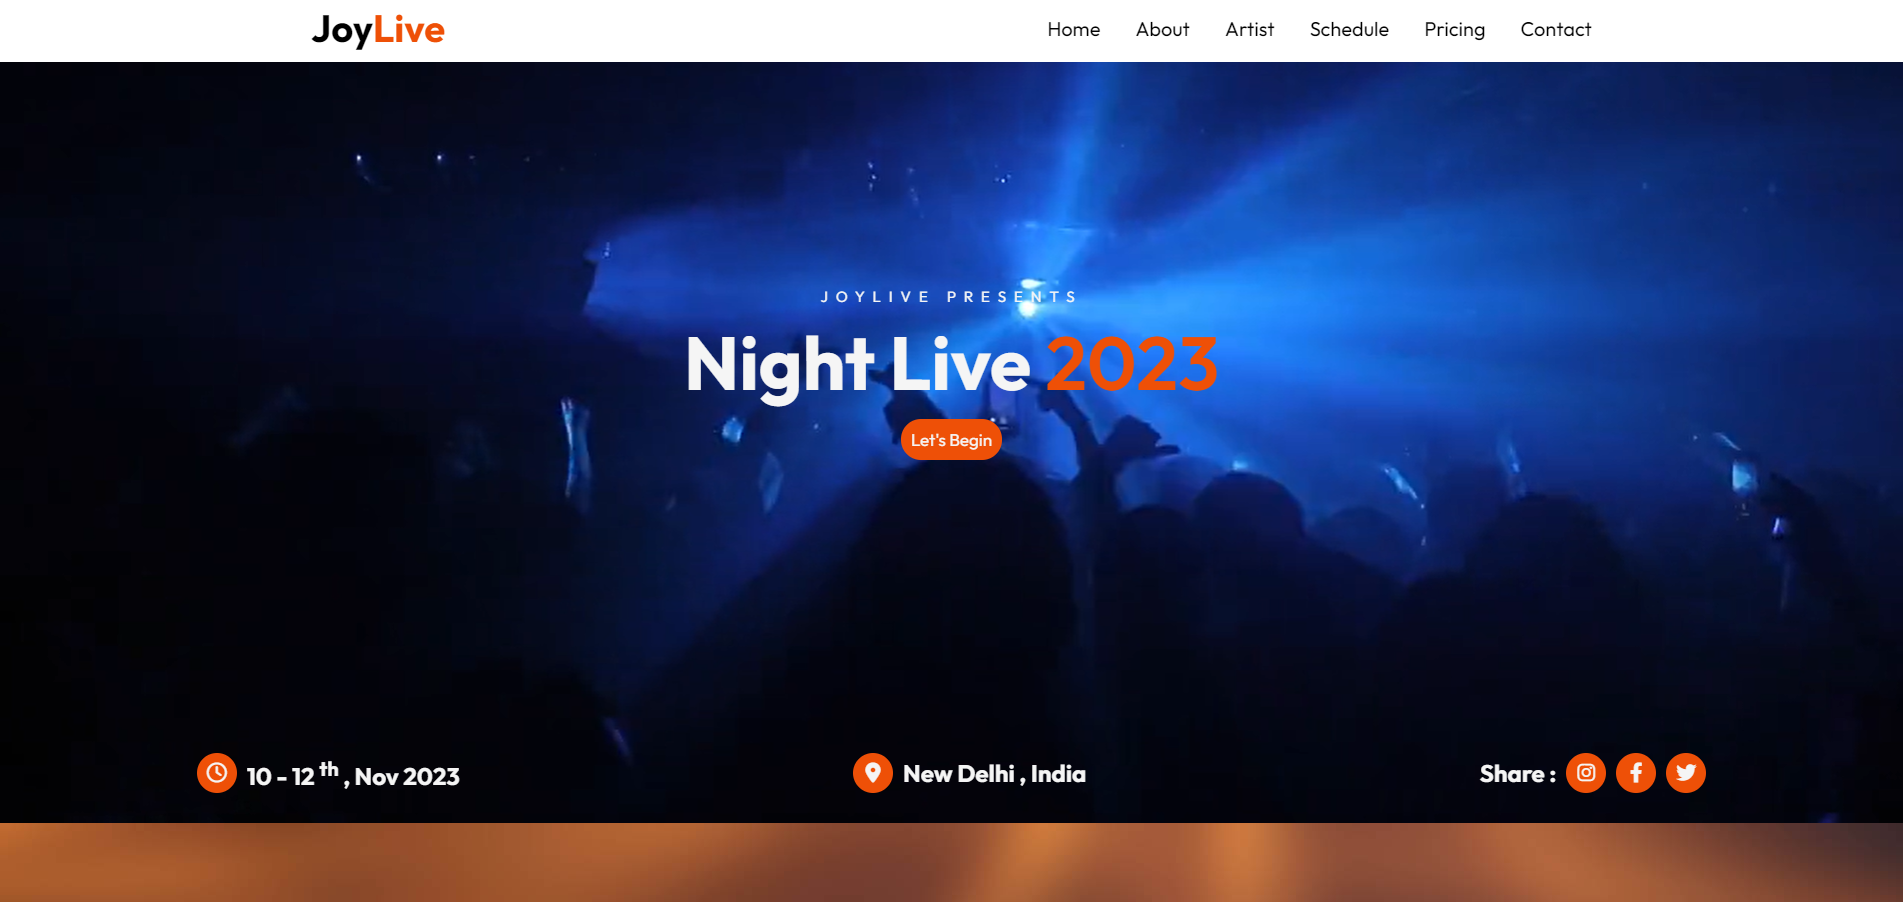 JoyLive
Home About Artist Schedule Pricing Contact
JOYLIVE PRESENTS
Night Live 2023
Let's Begin
10 - 12 th , Nov 2023
New Delhi , India
Share :